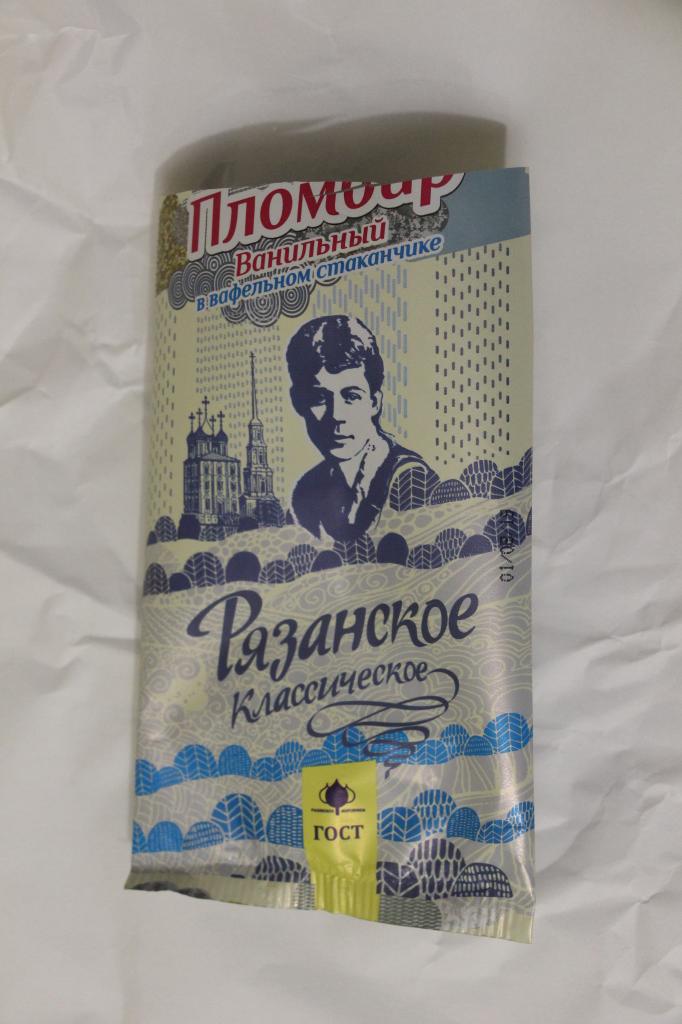 Пломбир
Ванильный
в вафельном стаканчике
Рязанское
Классическое
ГОСТ